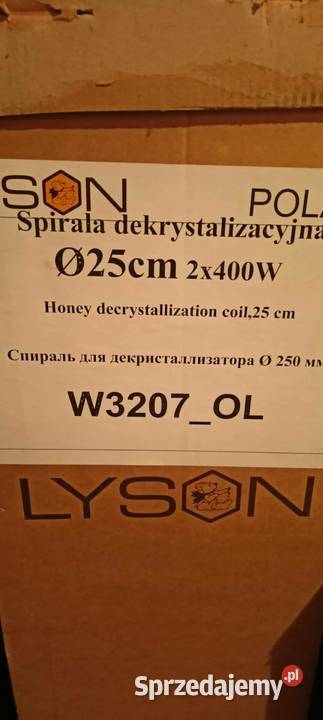 SON POLA
Spirala dekrystalizacyjna
Ø25cm 2x400W
Honey decrystallization coil,25 cm
Спираль для декристаллизатора Ø 250 мм
W3207_OL
LYSON
Sprzedajemy.pl